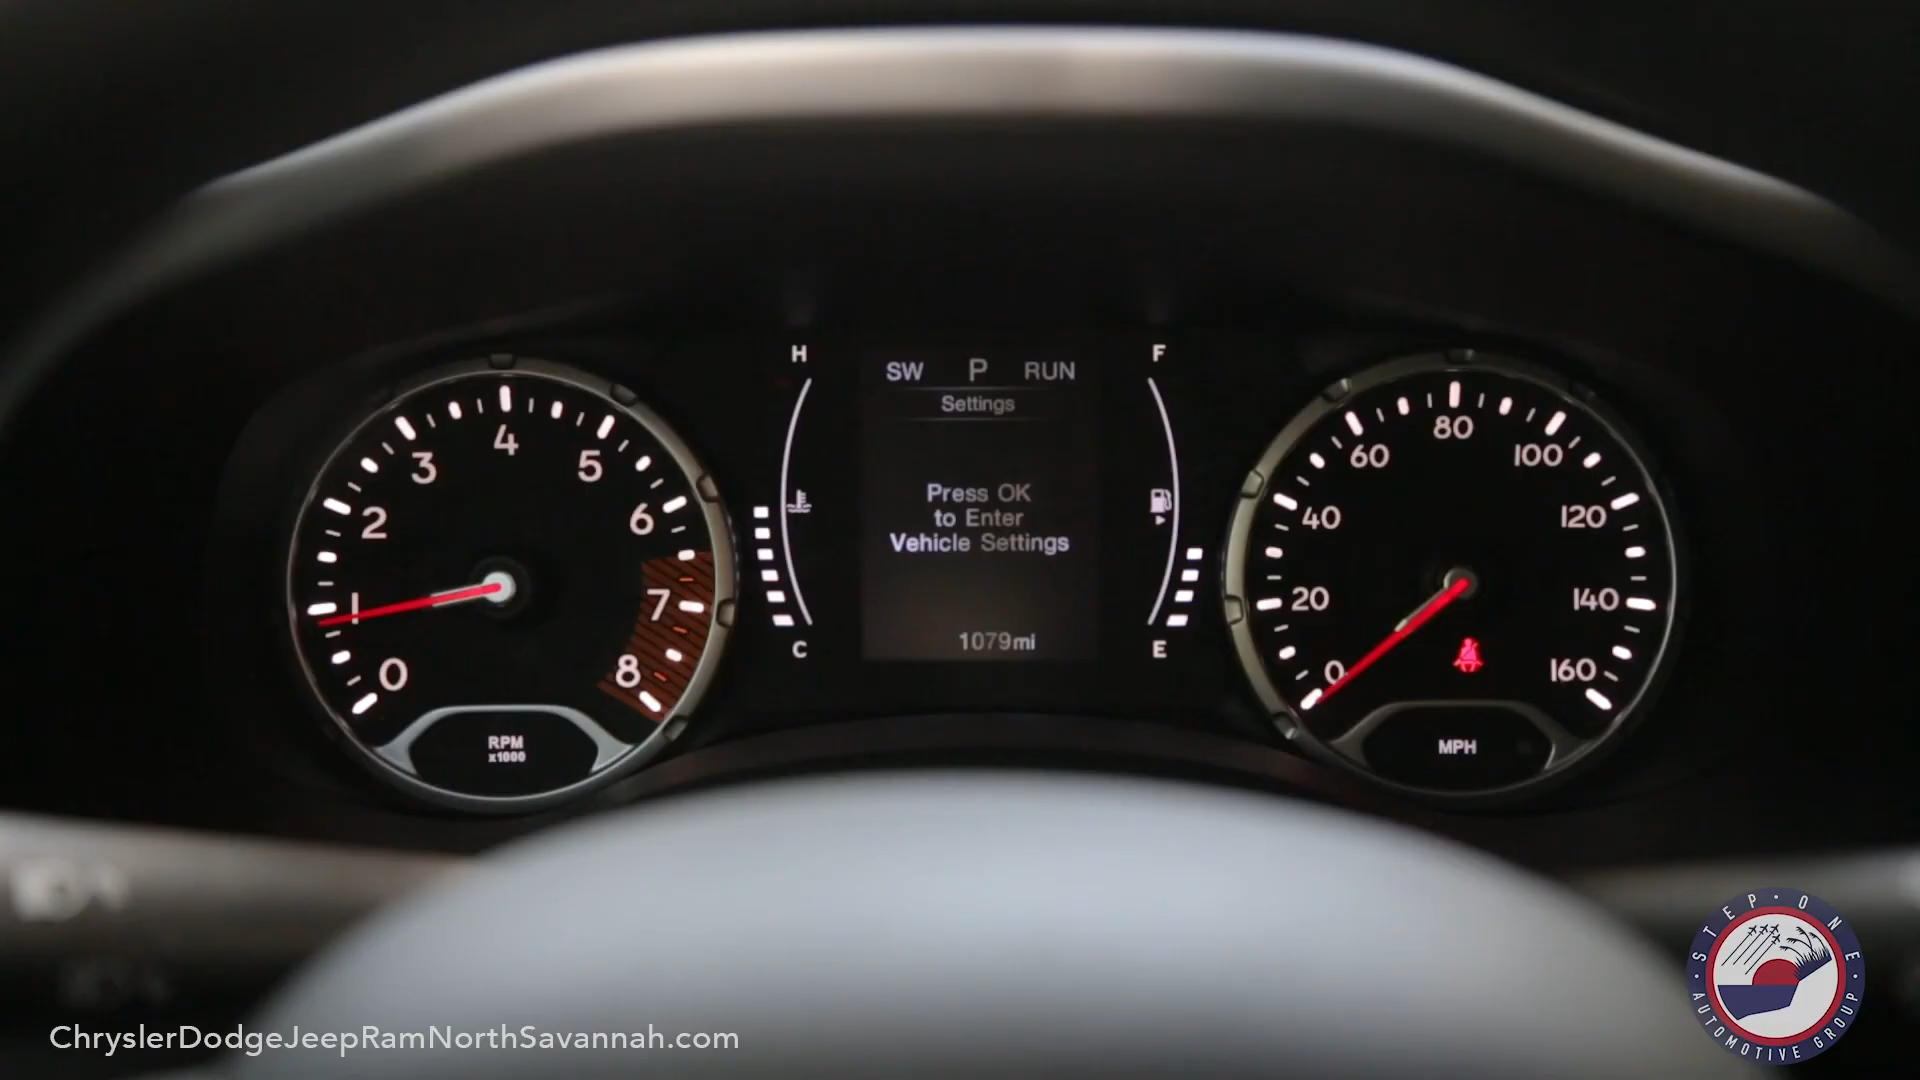 H
F
SW P RUN
Settings
Press OK
to Enter
Vehicle Settings
1079mi
C
E
0
1
2
3
4
5
6
7
8
RPM
x1000
0
20
40
60
80
100
120
140
160
MPH
ChryslerDodgeJeepRamNorthSavannah.com
STEP·ONE
AUTOMOTIVE GROUP